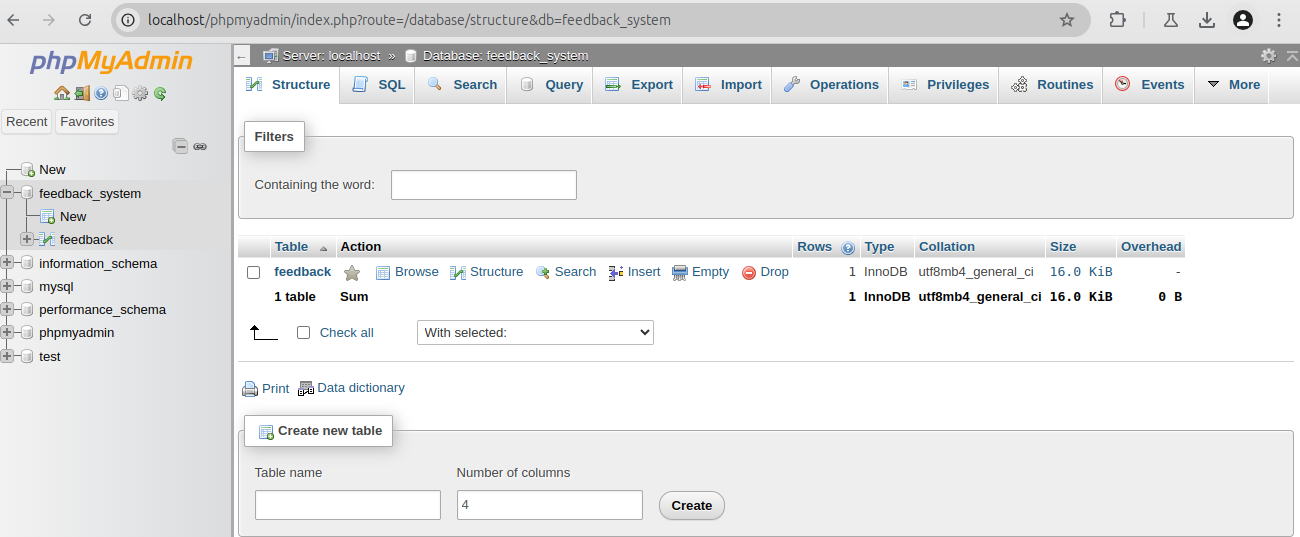 localhost/phpmyadmin/index.php?route=/database/structure&db=feedback_system
phpMyAdmin
Recent Favorites
New
feedback_system
New
feedback
information_schema
mysql
performance_schema
phpmyadmin
test
Server: localhost » Database: feedback_system
Structure SQL Search Query Export Import Operations Privileges Routines Events More
Filters
Containing the word:
Table Action Rows Type Collation Size Overhead
feedback Browse Structure Search Insert Empty Drop 1 InnoDB utf8mb4_general_ci 16.0 KiB -
1 table Sum 1 InnoDB utf8mb4_general_ci 16.0 KiB 0 B
Check all With selected:
Print Data dictionary
Create new table
Table name Number of columns
4 Create